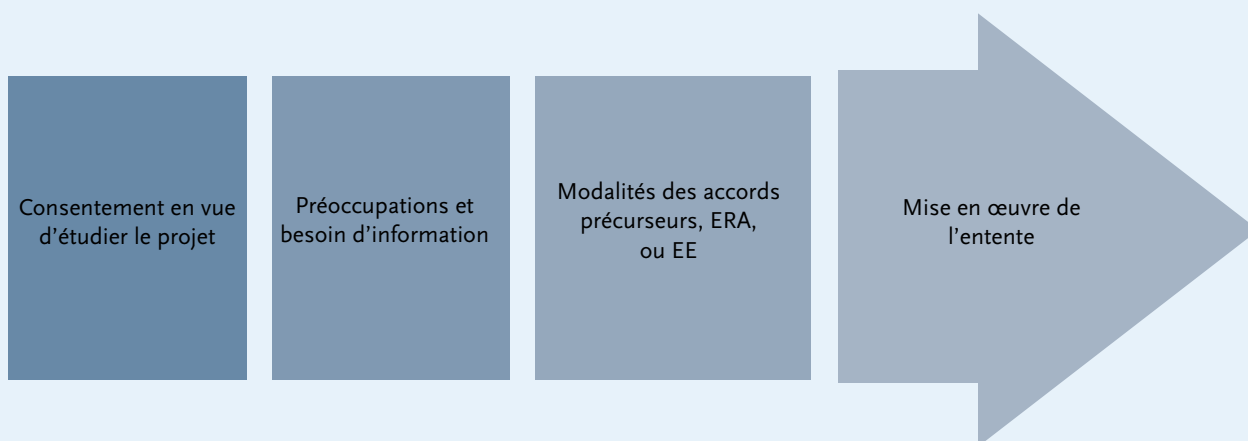 Consentement en vue
d’étudier le projet
Préoccupations et
besoin d’information
Modalités des accords
précurseurs, ERA,
ou EE
Mise en œuvre de
l’entente